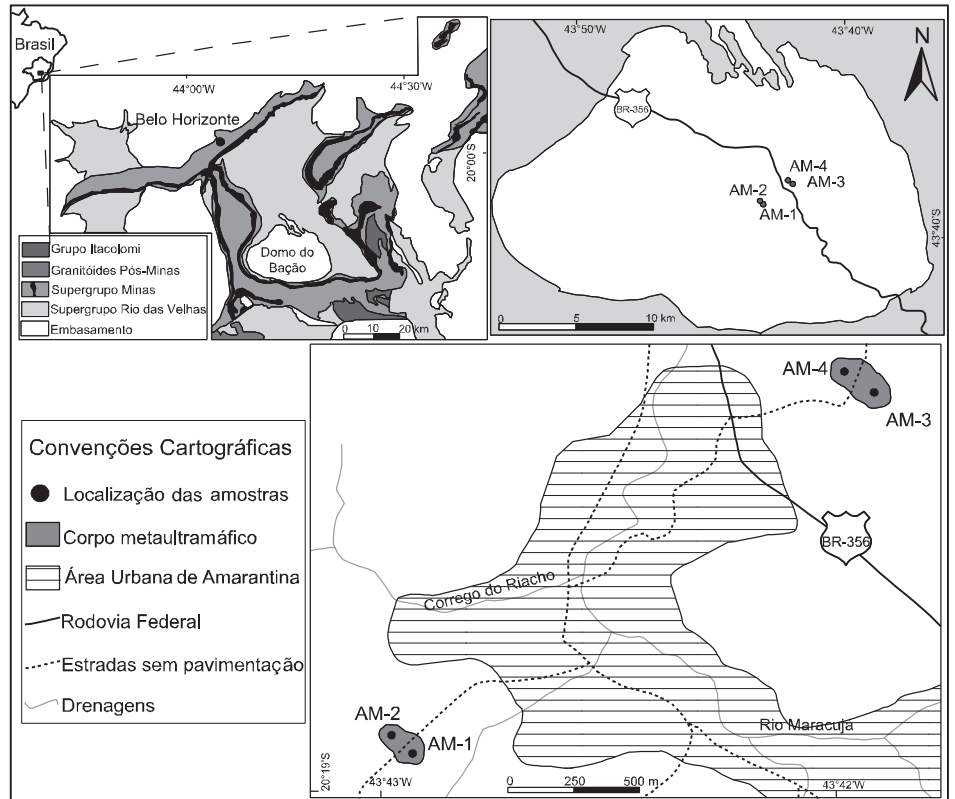 Brasil
44°00'W
44°30'W
Belo Horizonte
20°00'S
Domo do
Bação
Grupo Itacolomi
Granitóides Pós-Minas
Supergrupo Minas
Supergrupo Rio das Velhas
Embasamento
0 10 20 km
43°50'W
43°40'W
N
BR-356
AM-4
AM-3
AM-2
AM-1
43°40'S
0 5 10 km
Convenções Cartográficas
Localização das amostras
Corpo metaultramáfico
Área Urbana de Amarantina
Rodovia Federal
Estradas sem pavimentação
Drenagens
AM-4
AM-3
BR-356
Corrego do Riacho
AM-2
AM-1
Rio Maracuja
20°19'S
43°43'W
0 250 500 m
43°42'W